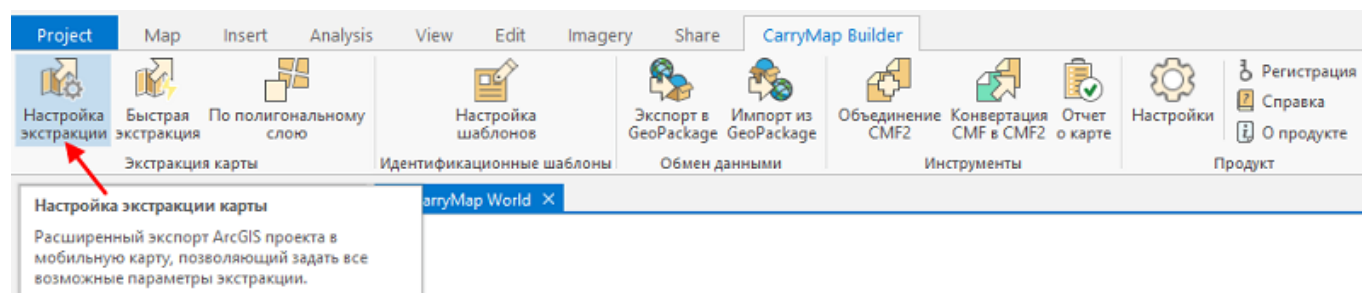 Project Map Insert Analysis View Edit Imagery Share CarryMap Builder
Настройка экстракции
Быстрая экстракция
По полигональному слою
Экстракция карты
Настройка шаблонов
Идентификационные шаблоны
Экспорт в GeoPackage
Импорт из GeoPackage
Обмен данными
Объединение CMF2
Конвертация CMF в CMF2
Отчет о карте
Инструменты
Настройки
Регистрация
Справка
О продукте
Продукт
arryMap World ×
Настройка экстракции карты
Расширенный экспорт ArcGIS проекта в
мобильную карту, позволяющий задать все
возможные параметры экстракции.